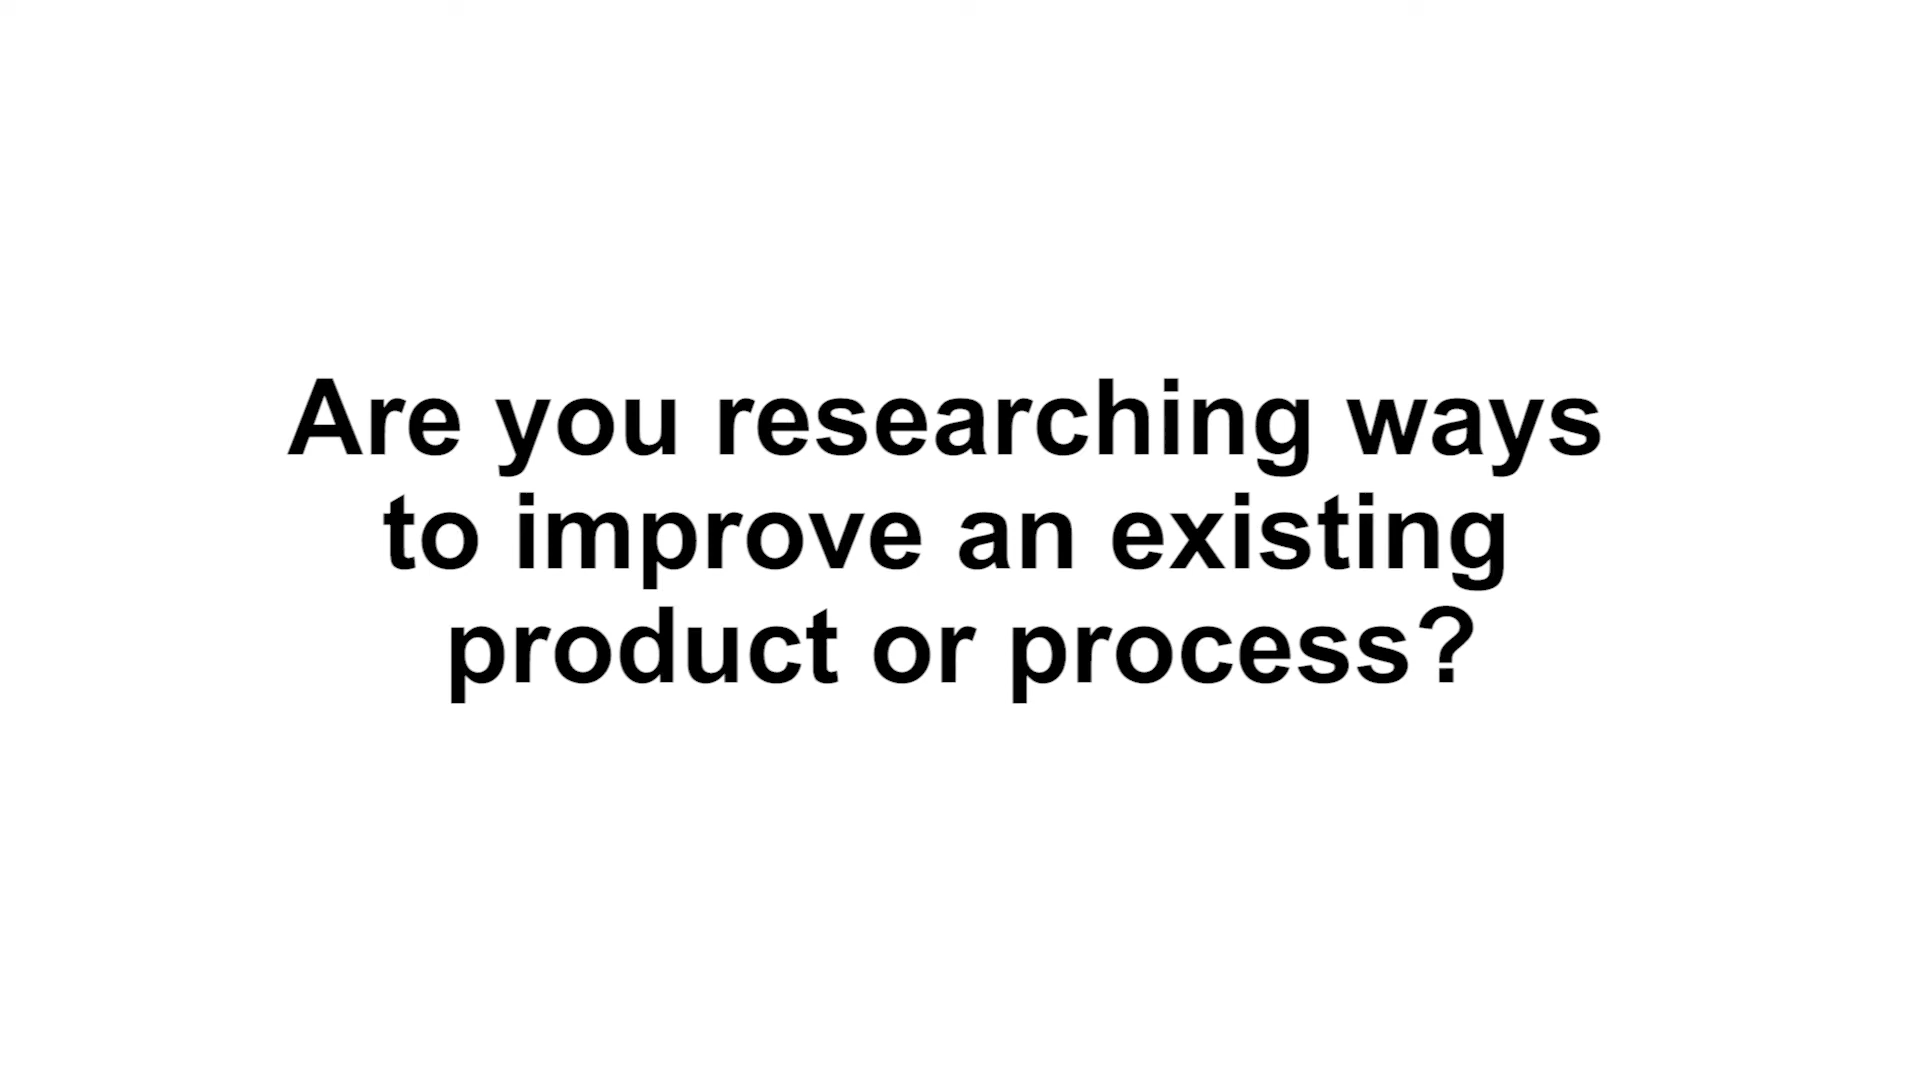 Are you researching ways
to improve an existing
product or process?